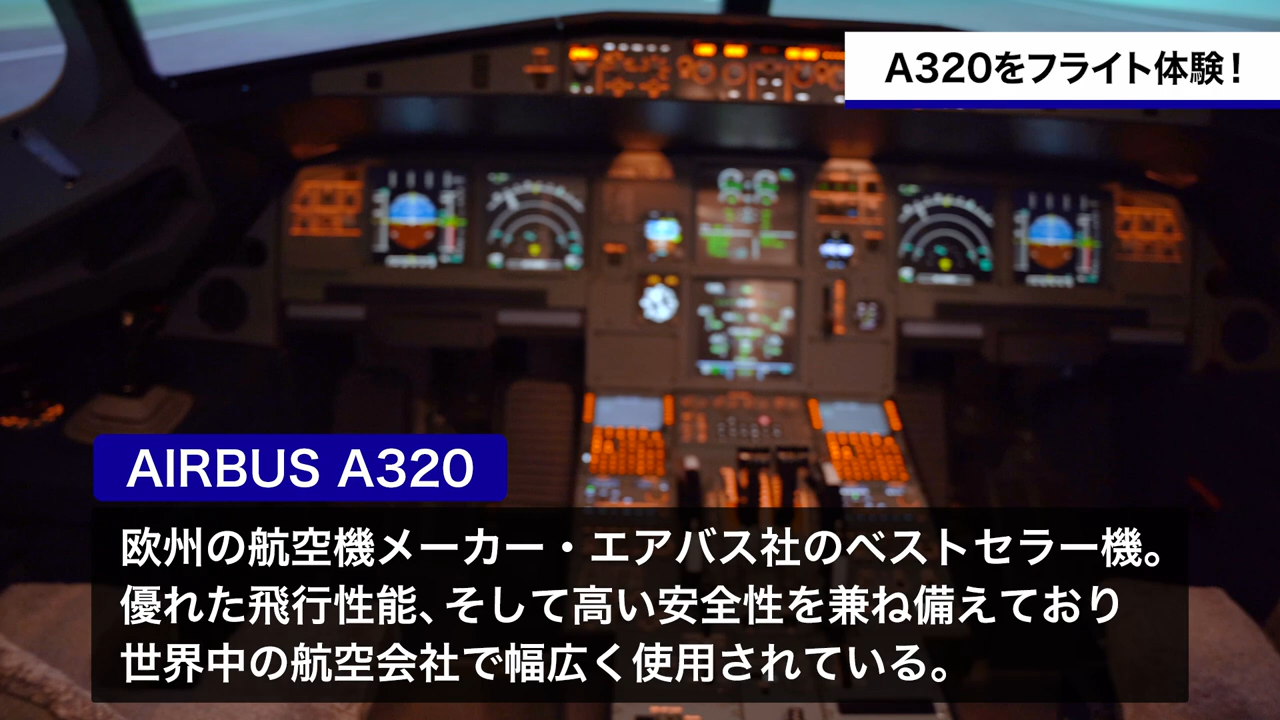 A320をフライト体験!
AIRBUS A320
欧州の航空機メーカー・エアバス社のベストセラー機。
優れた飛行性能、そして高い安全性を兼ね備えており
世界中の航空会社で幅広く使用されている。